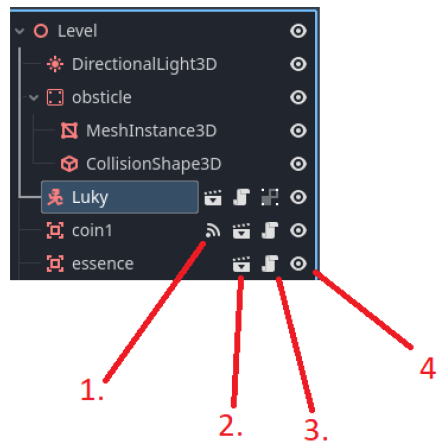 Level
DirectionalLight3D
obsticle
MeshInstance3D
CollisionShape3D
Luky
coin1
essence
1.
2.
3.
4